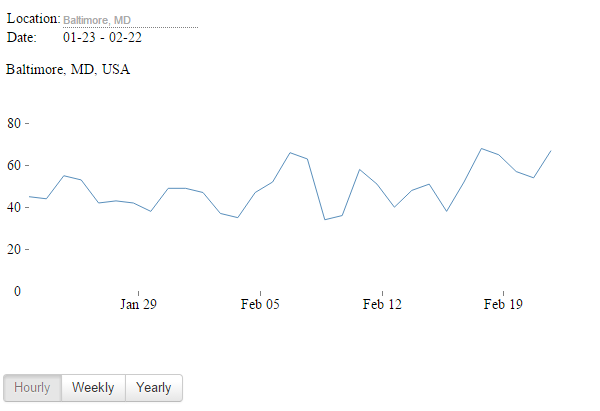 Location: Baltimore, MD
Date: 01-23 - 02-22
Baltimore, MD, USA
80
60
40
20
0
Jan 29 Feb 05 Feb 12 Feb 19
Hourly Weekly Yearly